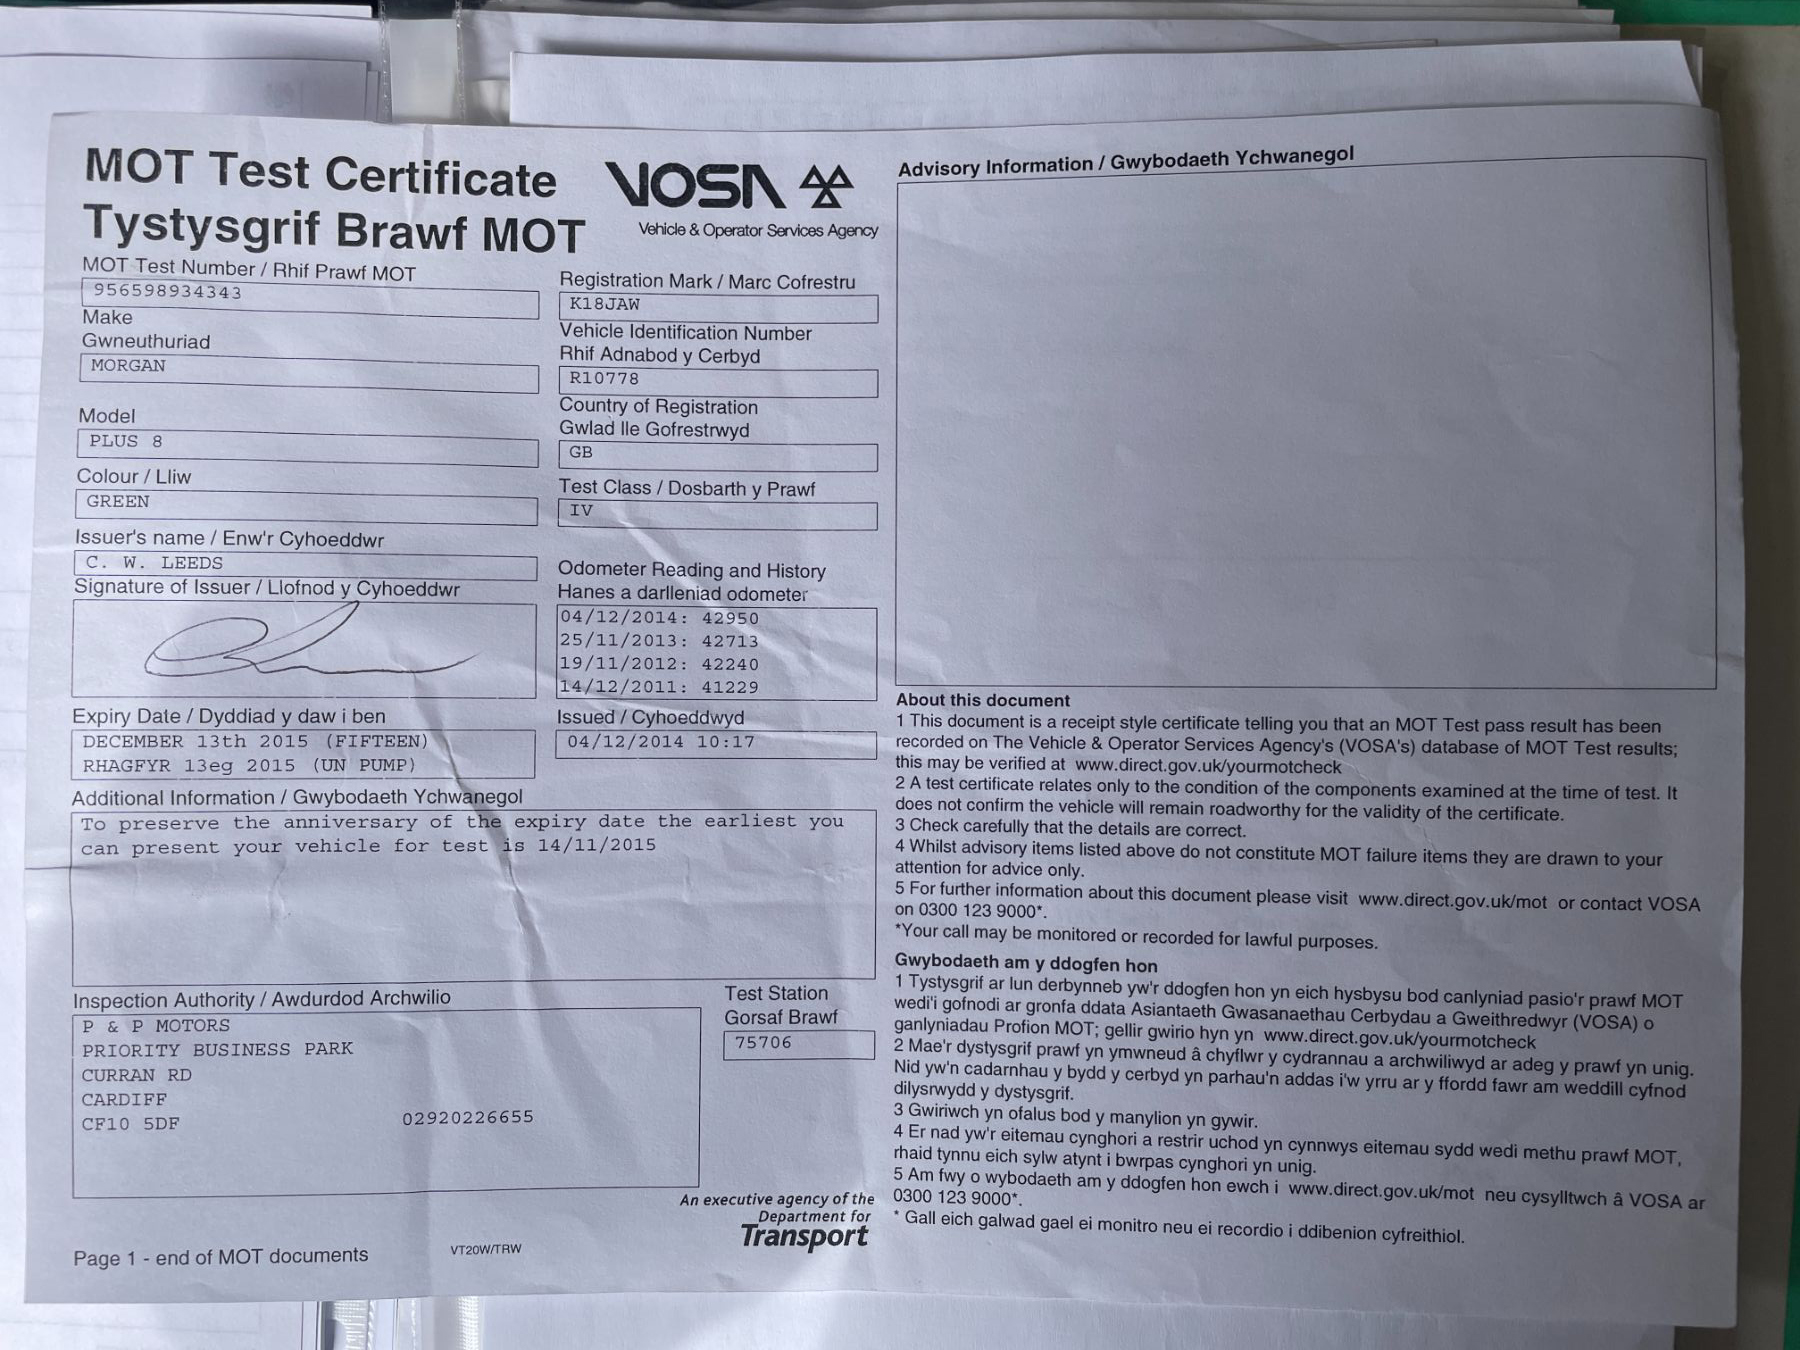 MOT Test Certificate
Tystysgrif Brawf MOT
VOSA
Vehicle & Operator Services Agency
MOT Test Number / Rhif Prawf MOT
956598934343
Make
Gwneuthuriad
MORGAN
Model
PLUS 8
Colour / Lliw
GREEN
Issuer's name / Enw'r Cyhoeddwr
C. W. LEEDS
Signature of Issuer / Llofnod y Cyhoeddwr
Registration Mark / Marc Cofrestru
K18JAW
Vehicle Identification Number
Rhif Adnabod y Cerbyd
R10778
Country of Registration
Gwlad lle Gofrestrwyd
GB
Test Class / Dosbarth y Prawf
IV
Odometer Reading and History
Hanes a darlleniad odometer
04/12/2014: 42950
25/11/2013: 42713
19/11/2012: 42240
14/12/2011: 41229
Expiry Date / Dyddiad y daw i ben
DECEMBER 13th 2015 (FIFTEEN)
RHAGFYR 13eg 2015 (UN PUMP)
Issued / Cyhoeddwyd
04/12/2014 10:17
Additional Information / Gwybodaeth Ychwanegol
To preserve the anniversary of the expiry date the earliest you
can present your vehicle for test is 14/11/2015
Inspection Authority / Awdurdod Archwilio
P & P MOTORS
PRIORITY BUSINESS PARK
CURRAN RD
CARDIFF
CF10 5DF 02920226655
Test Station
Gorsaf Brawf
75706
An executive agency of the
Department for
Transport
Page 1 - end of MOT documents
VT20W/TRW
Advisory Information / Gwybodaeth Ychwanegol
About this document
1 This document is a receipt style certificate telling you that an MOT Test pass result has been
recorded on The Vehicle & Operator Services Agency's (VOSA's) database of MOT Test results;
this may be verified at www.direct.gov.uk/yourmotcheck
2 A test certificate relates only to the condition of the components examined at the time of test. It
does not confirm the vehicle will remain roadworthy for the validity of the certificate.
3 Check carefully that the details are correct.
4 Whilst advisory items listed above do not constitute MOT failure items they are drawn to your
attention for advice only.
5 For further information about this document please visit www.direct.gov.uk/mot or contact VOSA
on 0300 123 9000*.
*Your call may be monitored or recorded for lawful purposes.
Gwybodaeth am y ddogfen hon
1 Tystysgrif ar lun derbynneb yw'r ddogfen hon yn eich hysbysu bod canlyniad pasio'r prawf MOT
wedi'i gofnodi ar gronfa ddata Asiantaeth Gwasanaethau Cerbydau a Gweithredwyr (VOSA) o
ganlyniadau Profion MOT; gellir gwirio hyn yn www.direct.gov.uk/yourmotcheck
2 Mae'r dystysgrif prawf yn ymwneud â chyflwr y cydrannau a archwiliwyd ar adeg y prawf yn unig.
Nid yw'n cadarnhau y bydd y cerbyd yn parhau'n addas i'w yrru ar y ffordd fawr am weddill cyfnod
dilysrwydd y dystysgrif.
3 Gwiriwch yn ofalus bod y manylion yn gywir.
4 Er nad yw'r eitemau cynghori a restrir uchod yn cynnwys eitemau sydd wedi methu prawf MOT,
rhaid tynnu eich sylw atynt i bwrpas cynghori yn unig.
5 Am fwy o wybodaeth am y ddogfen hon ewch i www.direct.gov.uk/mot neu cysylltwch â VOSA ar
0300 123 9000*.
* Gall eich galwad gael ei monitro neu ei recordio i ddibenion cyfreithiol.